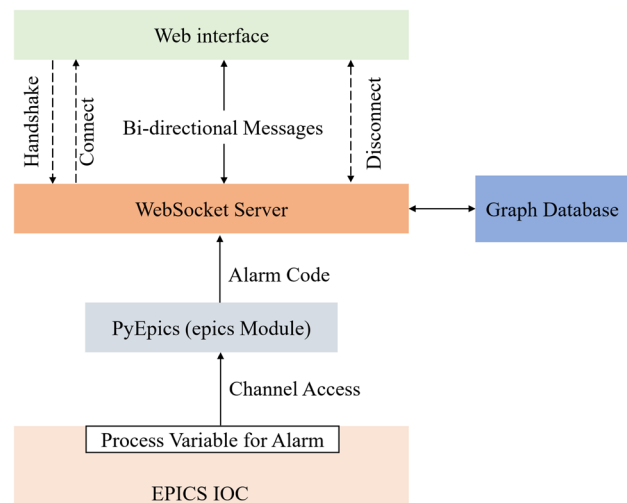 Web interface
Handshake
Connect
Bi-directional Messages
Disconnect
WebSocket Server
Graph Database
Alarm Code
PyEpics (epics Module)
Channel Access
Process Variable for Alarm
EPICS IOC